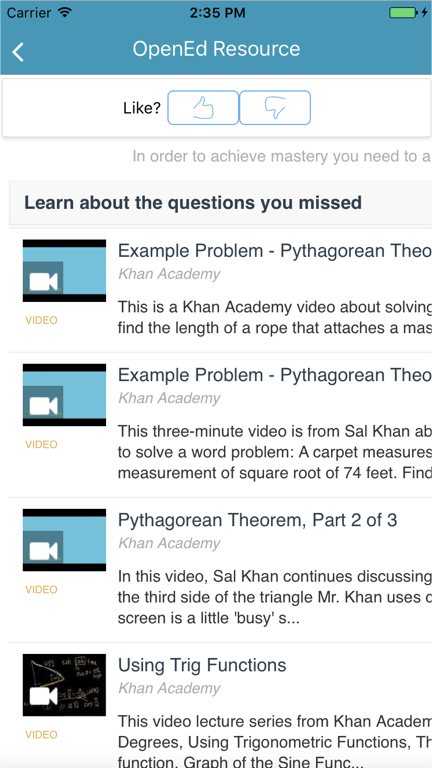 Carrier 2:35 PM
OpenEd Resource
Like?
In order to achieve mastery you need to a
Learn about the questions you missed
Example Problem - Pythagorean Theo
Khan Academy
VIDEO
This is a Khan Academy video about solving
find the length of a rope that attaches a mas
Example Problem - Pythagorean Theo
Khan Academy
VIDEO
This three-minute video is from Sal Khan ab
to solve a word problem: A carpet measures
measurement of square root of 74 feet. Find
Pythagorean Theorem, Part 2 of 3
Khan Academy
VIDEO
In this video, Sal Khan continues discussing
the third side of the triangle Mr. Khan uses d
screen is a little 'busy' s...
Using Trig Functions
Khan Academy
VIDEO
This video lecture series from Khan Academ
Degrees, Using Trigonometric Functions, Th
function, Graph of the Sine Func...